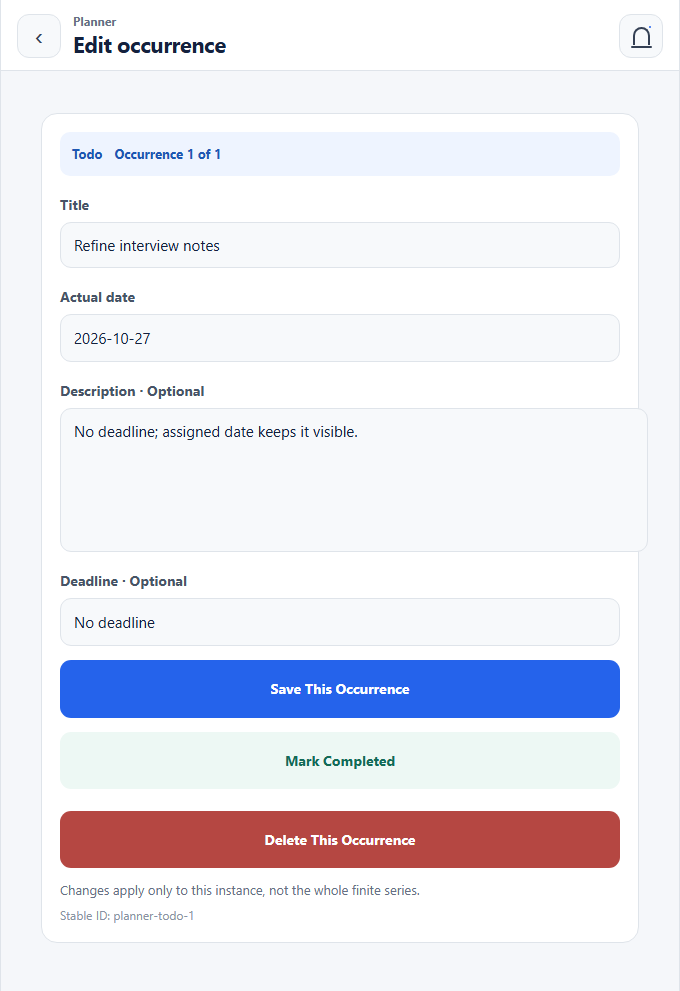 Planner
Edit occurrence
Todo Occurrence 1 of 1
Title
Refine interview notes
Actual date
2026-10-27
Description · Optional
No deadline; assigned date keeps it visible.
Deadline · Optional
No deadline
Save This Occurrence
Mark Completed
Delete This Occurrence
Changes apply only to this instance, not the whole finite series.
Stable ID: planner-todo-1